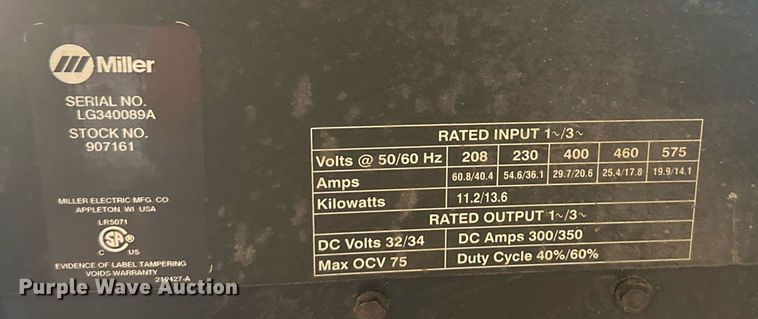 Miller
SERIAL NO.
LG340089A
STOCK NO.
907161
MILLER ELECTRIC MFG. CO.
APPLETON, WI. USA
LR5071
SA
C US
EVIDENCE OF LABEL TAMPERING
VOIDS WARRANTY
219427-A
RATED INPUT 1~/3~
Volts @ 50/60 Hz 208 230 400 460 575
Amps 60.8/40.4 54.6/36.1 29.7/20.6 25.4/17.8 19.9/14.1
Kilowatts 11.2/13.6
RATED OUTPUT 1~/3~
DC Volts 32/34 DC Amps 300/350
Max OCV 75 Duty Cycle 40%/60%
Purple Wave Auction